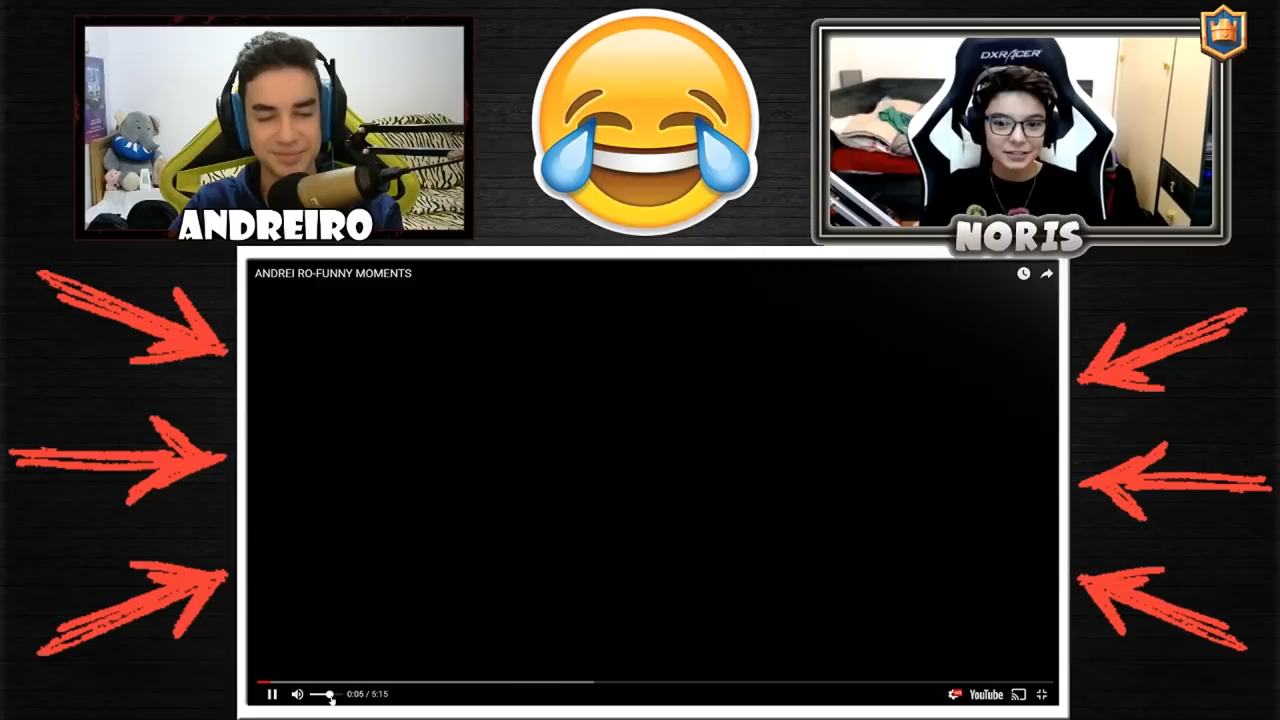 DXRACER
ANDREIRO
NORIS
ANDREI RO-FUNNY MOMENTS
0:05 / 5:15
YouTube